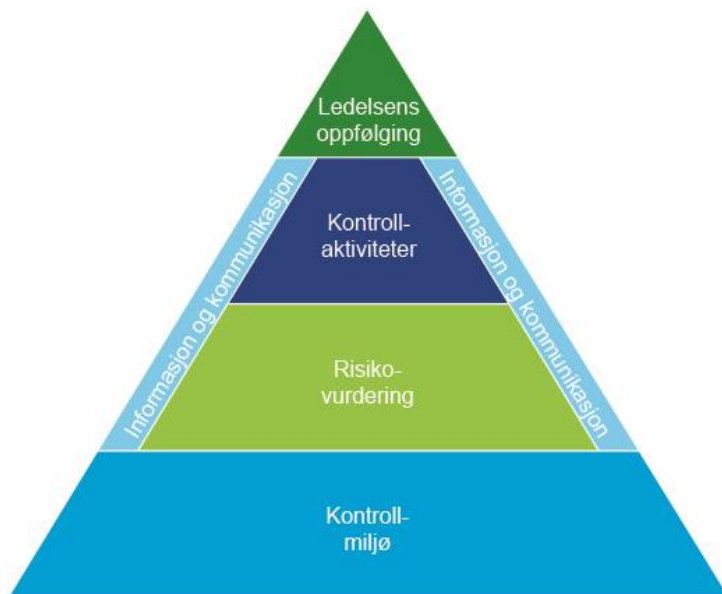 Ledelsens
oppfølging
Informasjon og kommunikasjon
Informasjon og kommunikasjon
Kontroll-
aktiviteter
Risiko-
vurdering
Kontroll-
miljø